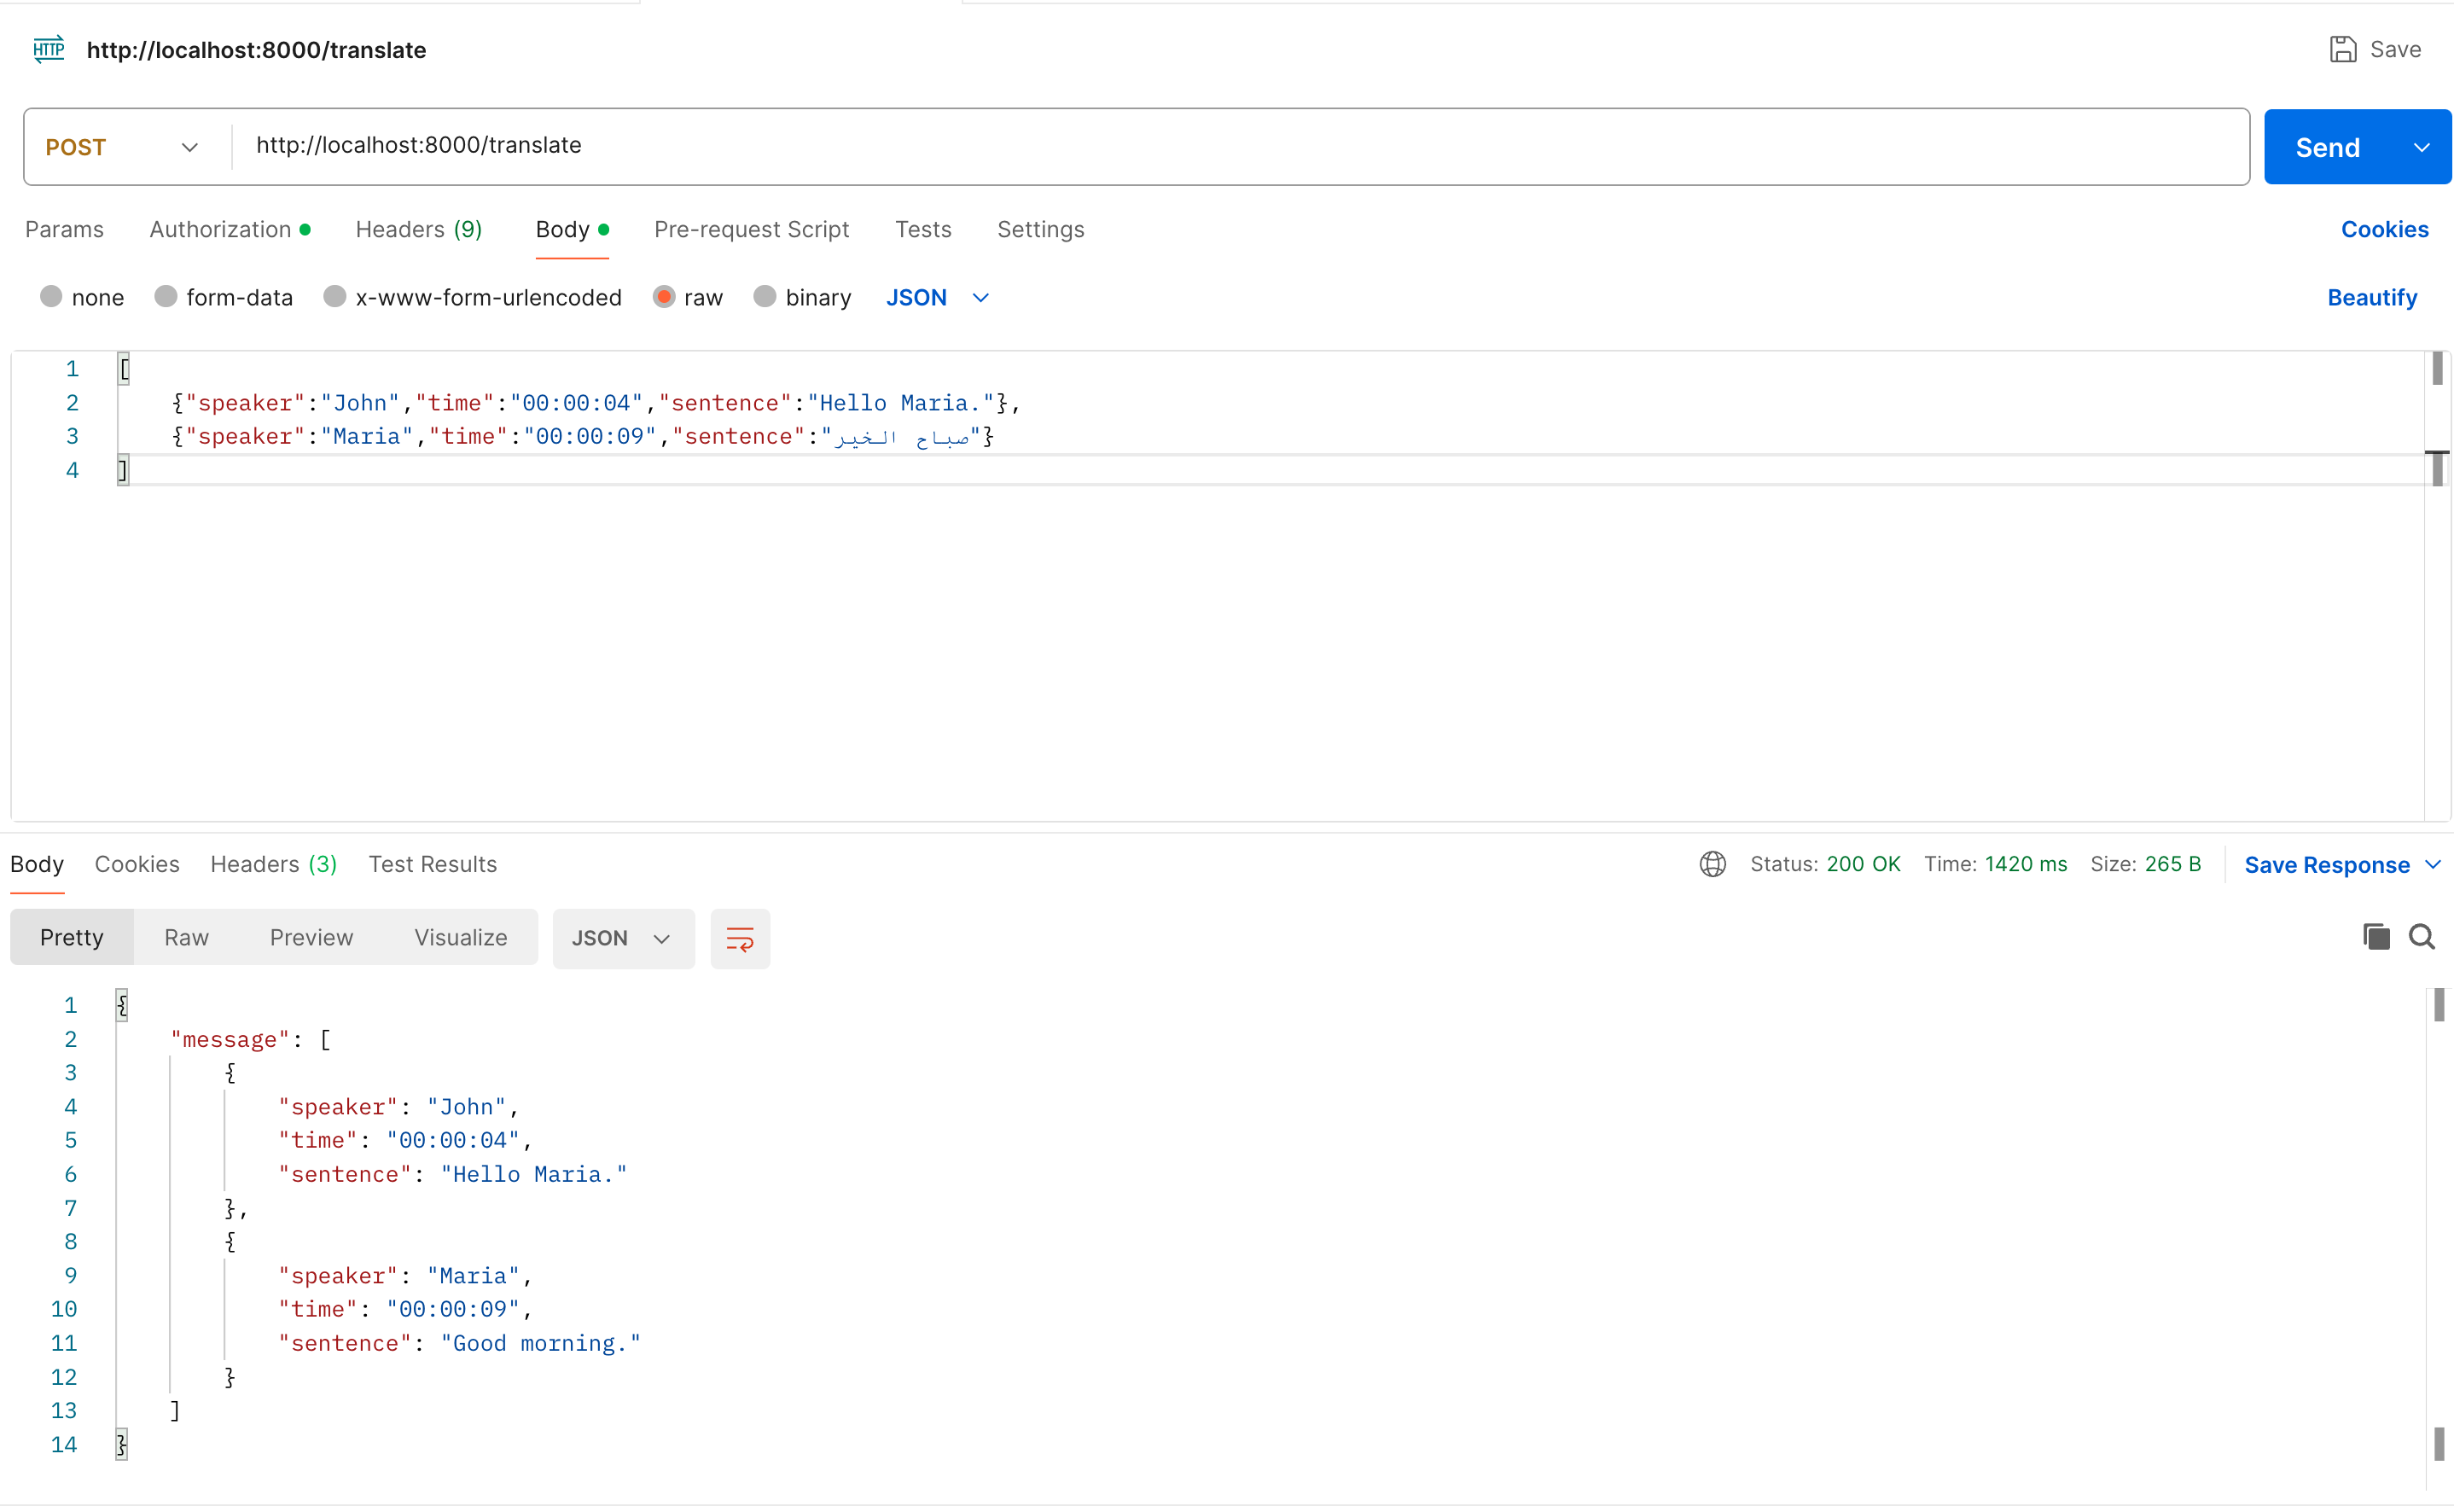 http://localhost:8000/translate
Save
POST http://localhost:8000/translate Send
Params Authorization Headers (9) Body Pre-request Script Tests Settings Cookies
none form-data x-www-form-urlencoded raw binary JSON Beautify
1 [
2 {"speaker":"John","time":"00:00:04","sentence":"Hello Maria."},
3 {"speaker":"Maria","time":"00:00:09","sentence":"صباح الخير"}
4 ]
Body Cookies Headers (3) Test Results Status: 200 OK Time: 1420 ms Size: 265 B Save Response
Pretty Raw Preview Visualize JSON
1 {
2 "message": [
3 {
4 "speaker": "John",
5 "time": "00:00:04",
6 "sentence": "Hello Maria."
7 },
8 {
9 "speaker": "Maria",
10 "time": "00:00:09",
11 "sentence": "Good morning."
12 }
13 ]
14 }